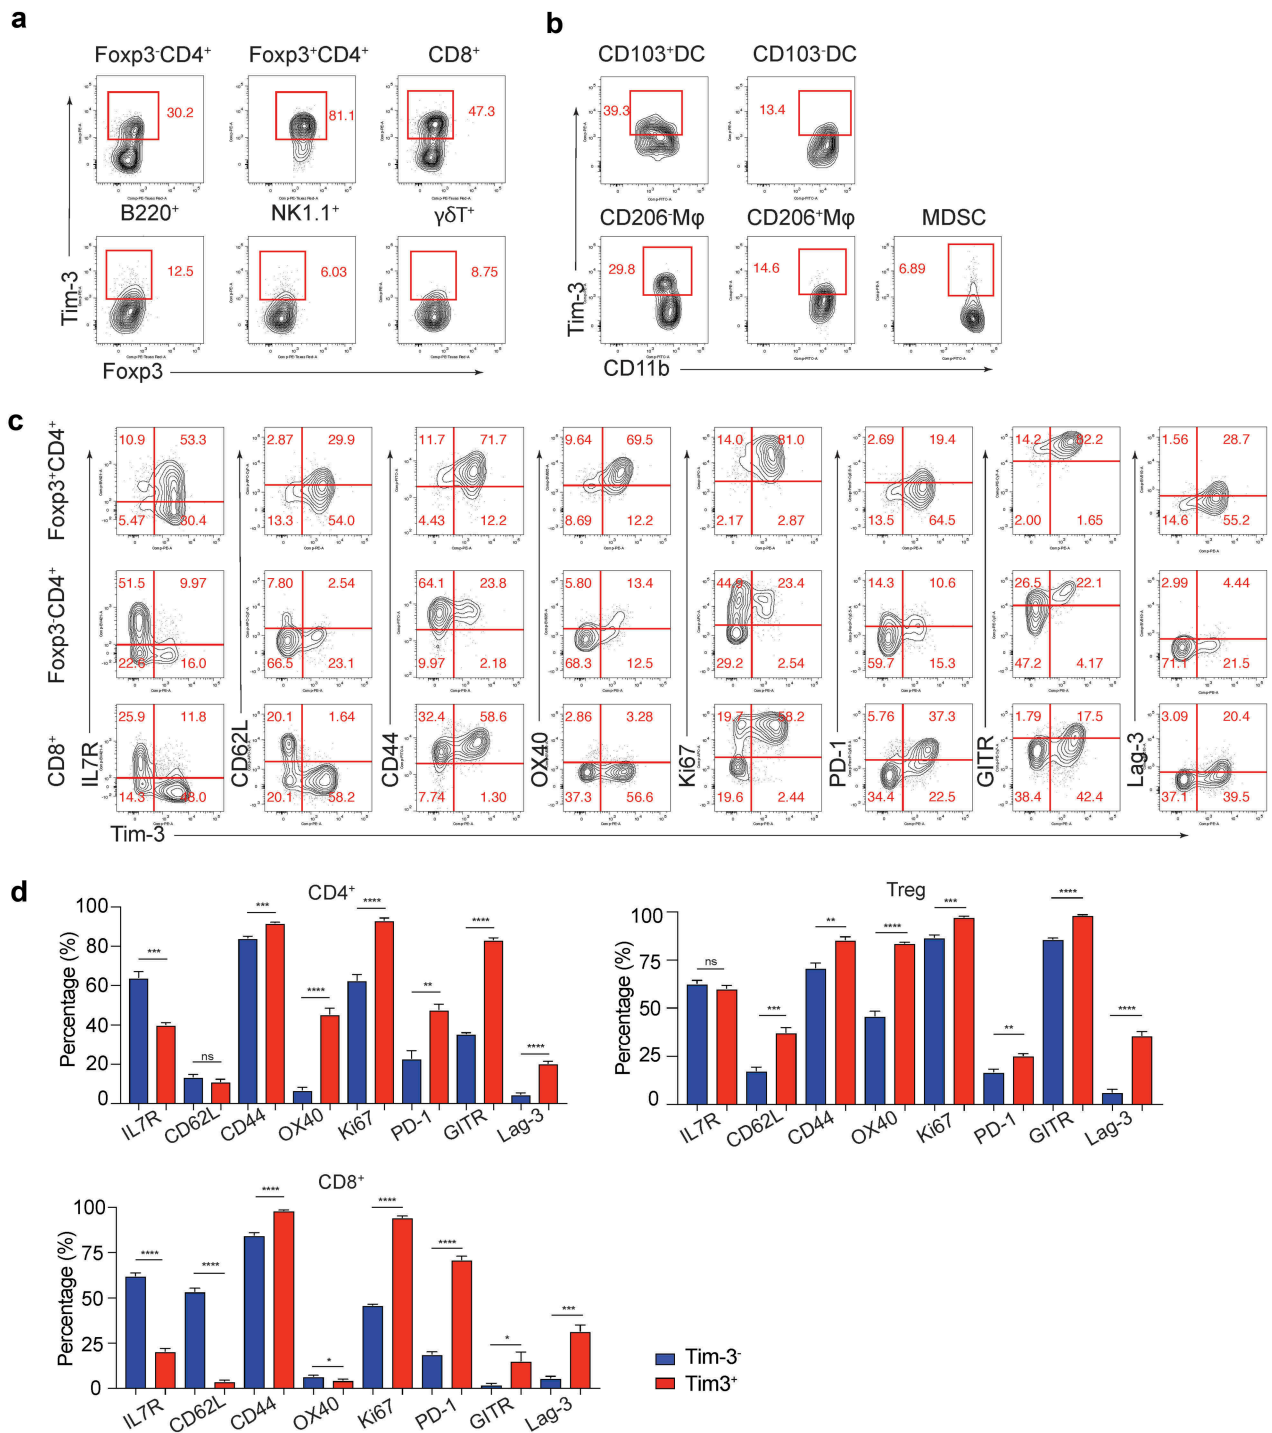 a
Foxp3⁻CD4⁺
Foxp3⁺CD4⁺
CD8⁺
30.2
81.1
47.3
B220⁺
NK1.1⁺
γδT⁺
12.5
6.03
8.75
Tim-3
Foxp3
b
CD103⁺DC
CD103⁻DC
39.3
13.4
CD206⁻Mφ
CD206⁺Mφ
MDSC
29.8
14.6
6.89
Tim-3
CD11b
c
Foxp3⁺CD4⁺
10.9 53.3
2.87 29.9
11.7 71.7
9.64 69.5
14.0 81.0
2.69 19.4
14.2 82.2
1.56 28.7
5.47 30.4
13.3 54.0
4.43 12.2
8.69 12.2
2.17 2.87
13.5 64.5
2.00 1.65
14.6 55.2
Foxp3⁻CD4⁺
51.5 9.97
7.80 2.54
64.1 23.8
5.80 13.4
23.4
14.3 10.6
26.5 22.1
2.99 4.44
16.0
66.5 23.1
9.97 2.18
68.3 12.5
29.2 2.54
59.7 15.3
47.2 4.17
21.5
CD8⁺
25.9 11.8
20.1 1.64
32.4 58.6
2.86 3.28
19.7 58.2
5.76 37.3
1.79 17.5
3.09 20.4
14.3 48.0
20.1 58.2
7.74 1.30
37.3 56.6
19.6 2.44
34.4 22.5
38.4 42.4
37.1 39.5
IL7R
CD62L
CD44
OX40
Ki67
PD-1
GITR
Lag-3
Tim-3
d
CD4⁺
Percentage (%)
100
80
60
40
20
0
***
ns
***
****
****
**
****
****
IL7R
CD62L
CD44
OX40
Ki67
PD-1
GITR
Lag-3
Treg
Percentage (%)
100
75
50
25
0
ns
***
**
****
***
**
****
****
IL7R
CD62L
CD44
OX40
Ki67
PD-1
GITR
Lag-3
CD8⁺
Percentage (%)
100
75
50
25
0
****
****
****
*
****
****
*
***
IL7R
CD62L
CD44
OX40
Ki67
PD-1
GITR
Lag-3
Tim-3⁻
Tim3⁺